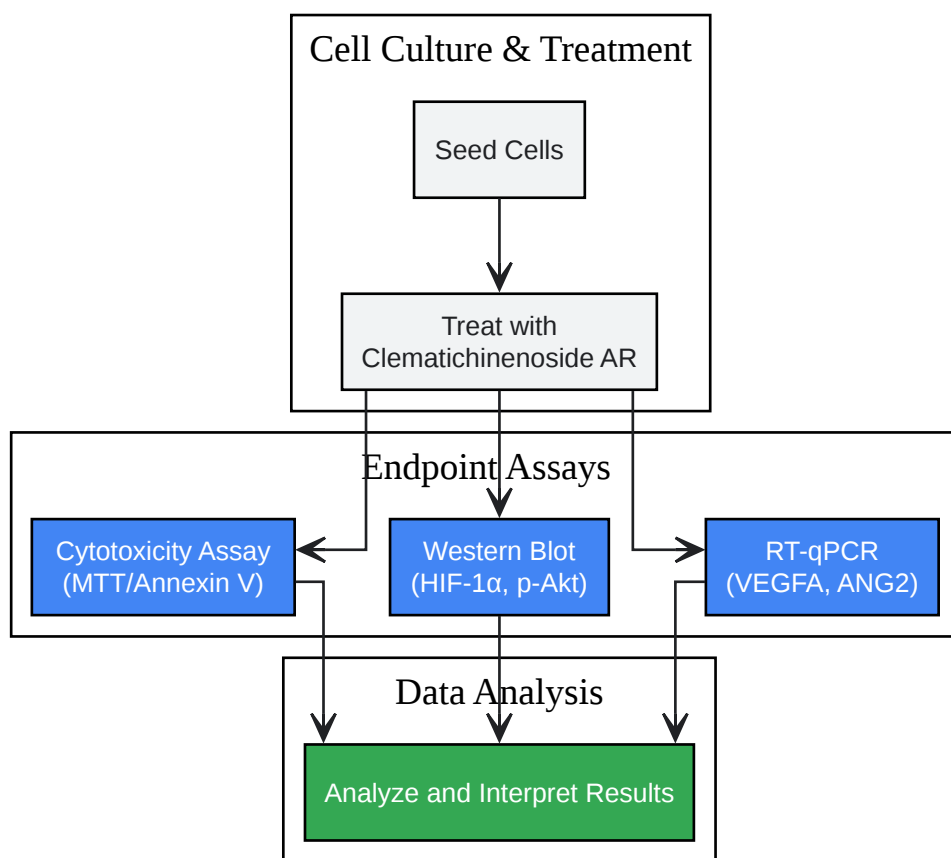 Cell Culture & Treatment
Seed Cells
Treat with
Clematichinenoside AR
Endpoint Assays
Cytotoxicity Assay
(MTT/Annexin V)
Western Blot
(HIF-1α, p-Akt)
RT-qPCR
(VEGFA, ANG2)
Data Analysis
Analyze and Interpret Results